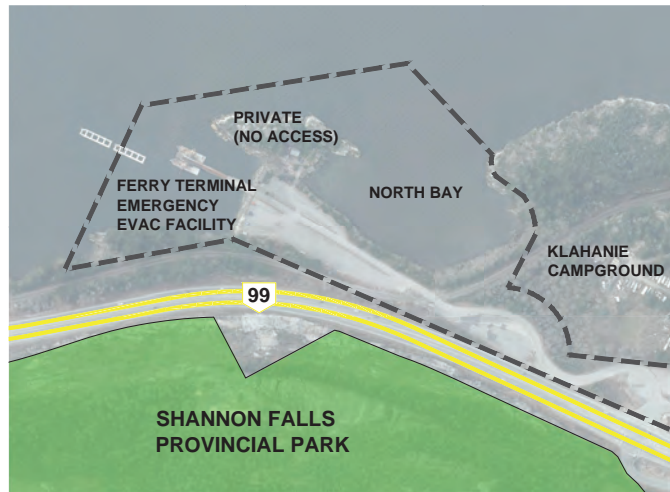 PRIVATE
(NO ACCESS)
FERRY TERMINAL
EMERGENCY
EVAC FACILITY
NORTH BAY
KLAHANIE
CAMPGROUND
99
SHANNON FALLS
PROVINCIAL PARK